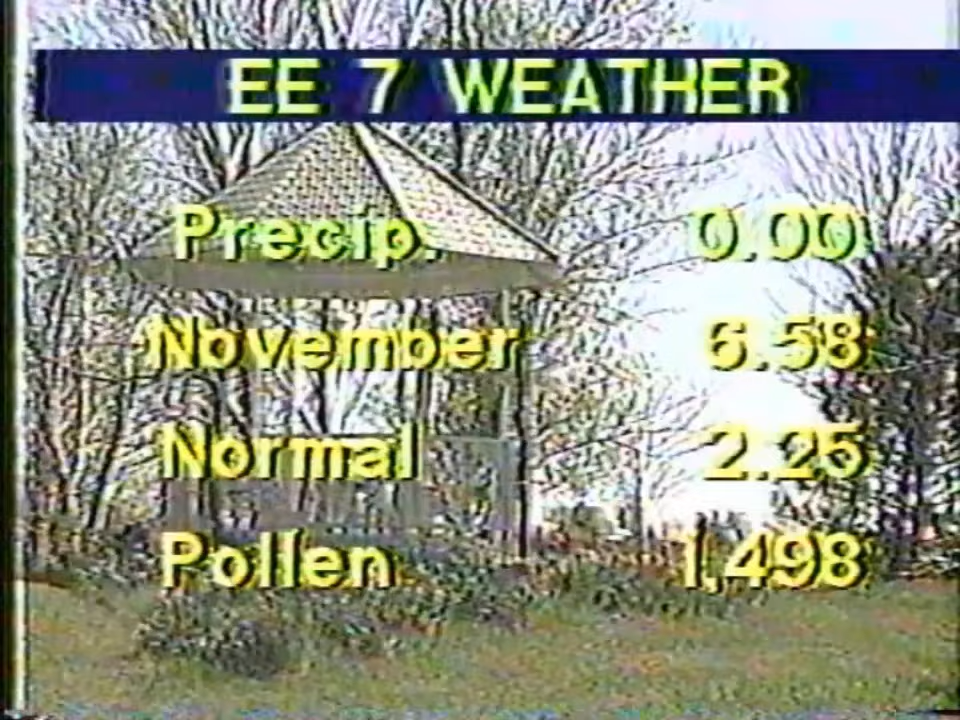 EE 7 WEATHER
Precip. 0.00
November 6.58
Normal 2.25
Pollen 1,498